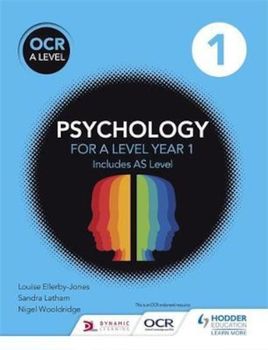 OCR
A LEVEL
1
PSYCHOLOGY
FOR A LEVEL YEAR 1
Includes AS Level
Louise Ellerby-Jones
Sandra Latham
Nigel Wooldridge
This is an OCR endorsed resource
DYNAMIC
LEARNING
OCR
HODDER
EDUCATION
LEARN MORE